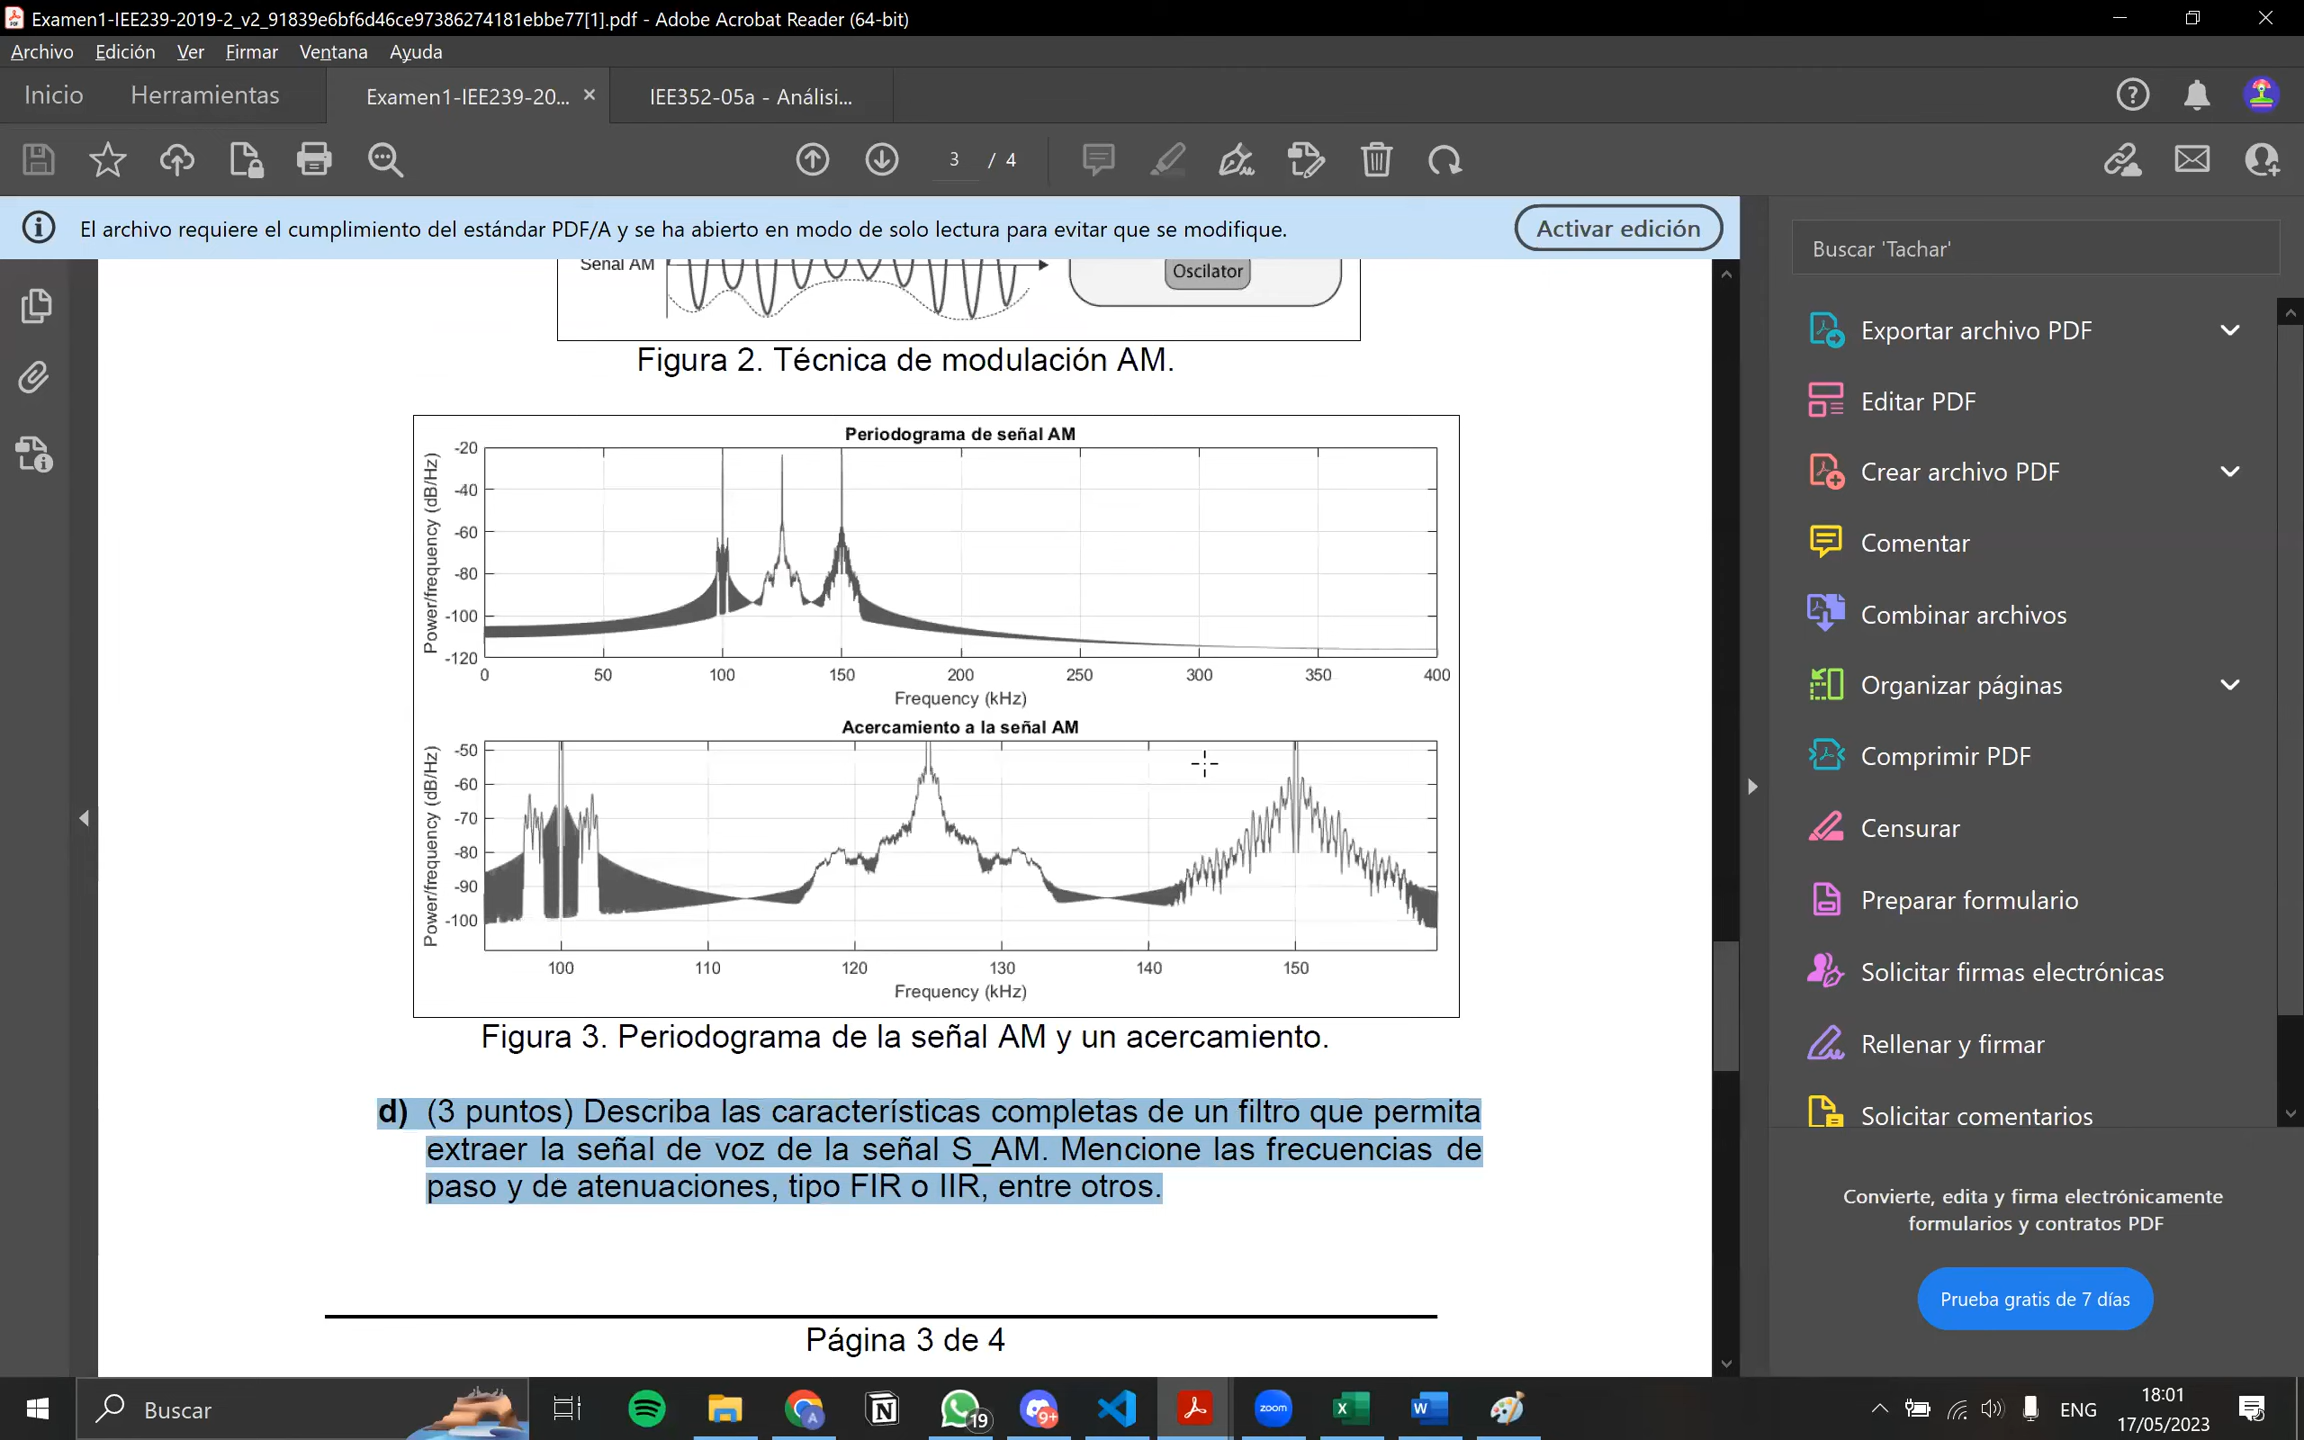 Examen1-IEE239-2019-2_v2_91839e6bf6d46ce97386274181ebbe77[1].pdf - Adobe Acrobat Reader (64-bit)
Archivo Edición Ver Firmar Ventana Ayuda
Inicio Herramientas Examen1-IEE239-20... × IEE352-05a - Análisi...
3 / 4
El archivo requiere el cumplimiento del estándar PDF/A y se ha abierto en modo de solo lectura para evitar que se modifique. Activar edición
Buscar 'Tachar'
Señal AM
Oscilator
Figura 2. Técnica de modulación AM.
Periodograma de señal AM
Power/frequency (dB/Hz)
-20
-40
-60
-80
-100
-120
0 50 100 150 200 250 300 350 400
Frequency (kHz)
Acercamiento a la señal AM
Power/frequency (dB/Hz)
-50
-60
-70
-80
-90
-100
100 110 120 130 140 150
Frequency (kHz)
Figura 3. Periodograma de la señal AM y un acercamiento.
d) (3 puntos) Describa las características completas de un filtro que permita
extraer la señal de voz de la señal S_AM. Mencione las frecuencias de
paso y de atenuaciones, tipo FIR o IIR, entre otros.
Página 3 de 4
Exportar archivo PDF
Editar PDF
Crear archivo PDF
Comentar
Combinar archivos
Organizar páginas
Comprimir PDF
Censurar
Preparar formulario
Solicitar firmas electrónicas
Rellenar y firmar
Solicitar comentarios
Convierte, edita y firma electrónicamente
formularios y contratos PDF
Prueba gratis de 7 días
Buscar
A
19
9+
zoom
X
W
ENG
18:01
17/05/2023